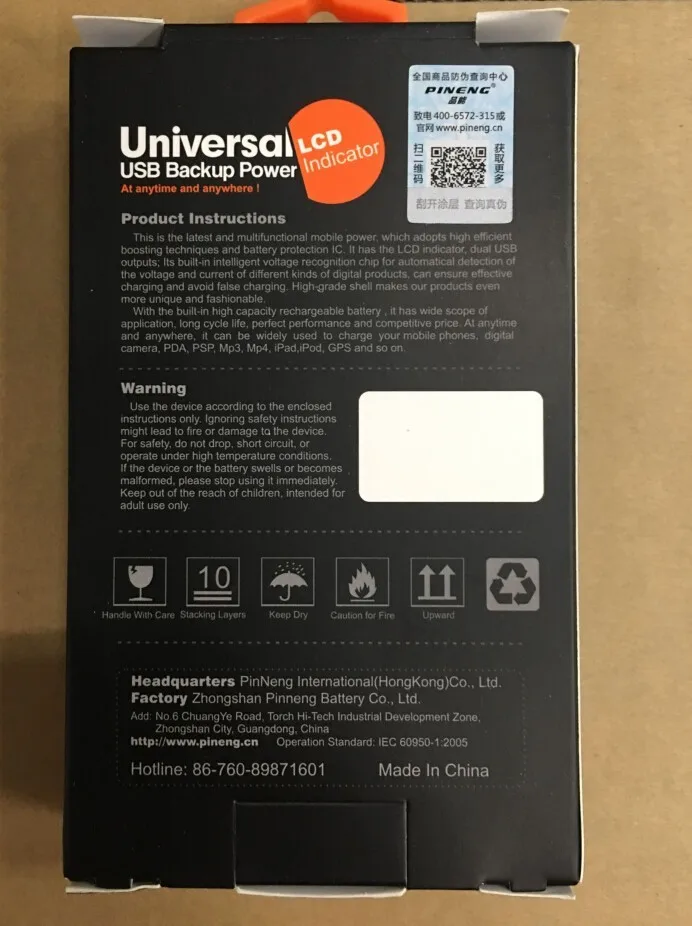 Universal
USB Backup Power
At anytime and anywhere !
LCD
Indicator
全国商品防伪查询中心
PINENG®
品能
致电 400-6572-315或
官网 www.pineng.cn
扫二维码
获取更多
刮开涂层 查询真伪
Product Instructions
This is the latest and multifunctional mobile power, which adopts high efficient
boosting techniques and battery protection IC. It has the LCD indicator, dual USB
outputs; Its built-in intelligent voltage recognition chip for automatical detection of
the voltage and current of different kinds of digital products, can ensure effective
charging and avoid false charging. High-grade shell makes our products even
more unique and fashionable.
With the built-in high capacity rechargeable battery , it has wide scope of
application, long cycle life, perfect performance and competitive price. At anytime
and anywhere, it can be widely used to charge your mobile phones, digital
camera, PDA, PSP, Mp3, Mp4, iPad,iPod, GPS and so on.
Warning
Use the device according to the enclosed
instructions only. Ignoring safety instructions
might lead to fire or damage to the device.
For safety, do not drop, short circuit, or
operate under high temperature conditions.
If the device or the battery swells or becomes
malformed, please stop using it immediately.
Keep out of the reach of children, intended for
adult use only.
10
Handle With Care Stacking Layers Keep Dry Caution for Fire Upward
Headquarters PinNeng International(HongKong)Co., Ltd.
Factory Zhongshan Pinneng Battery Co., Ltd.
Add: No.6 ChuangYe Road, Torch Hi-Tech Industrial Development Zone,
Zhongshan City, Guangdong, China
http://www.pineng.cn Operation Standard: IEC 60950-1:2005
Hotline: 86-760-89871601 Made In China